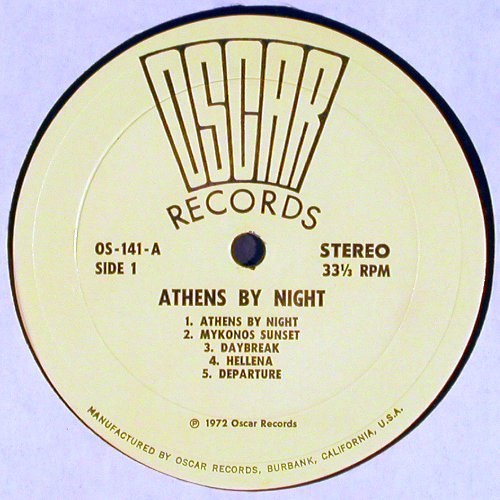 OSCAR
RECORDS
OS-141-A
SIDE 1
STEREO
33⅓ RPM
ATHENS BY NIGHT
1. ATHENS BY NIGHT
2. MYKONOS SUNSET
3. DAYBREAK
4. HELLENA
5. DEPARTURE
℗ 1972 Oscar Records
MANUFACTURED BY OSCAR RECORDS, BURBANK, CALIFORNIA, U.S.A.